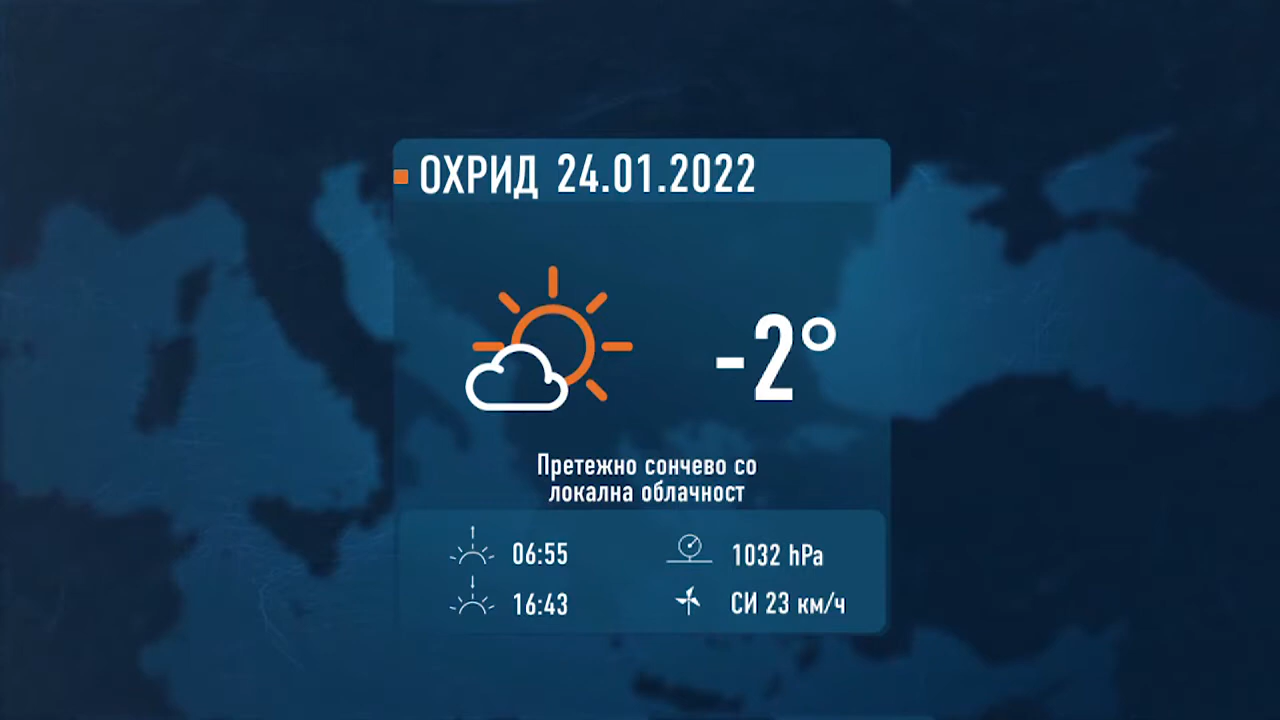 ОХРИД 24.01.2022
-2°
Претежно сончево со
локална облачност
06:55
1032 hPa
16:43
СИ 23 км/ч